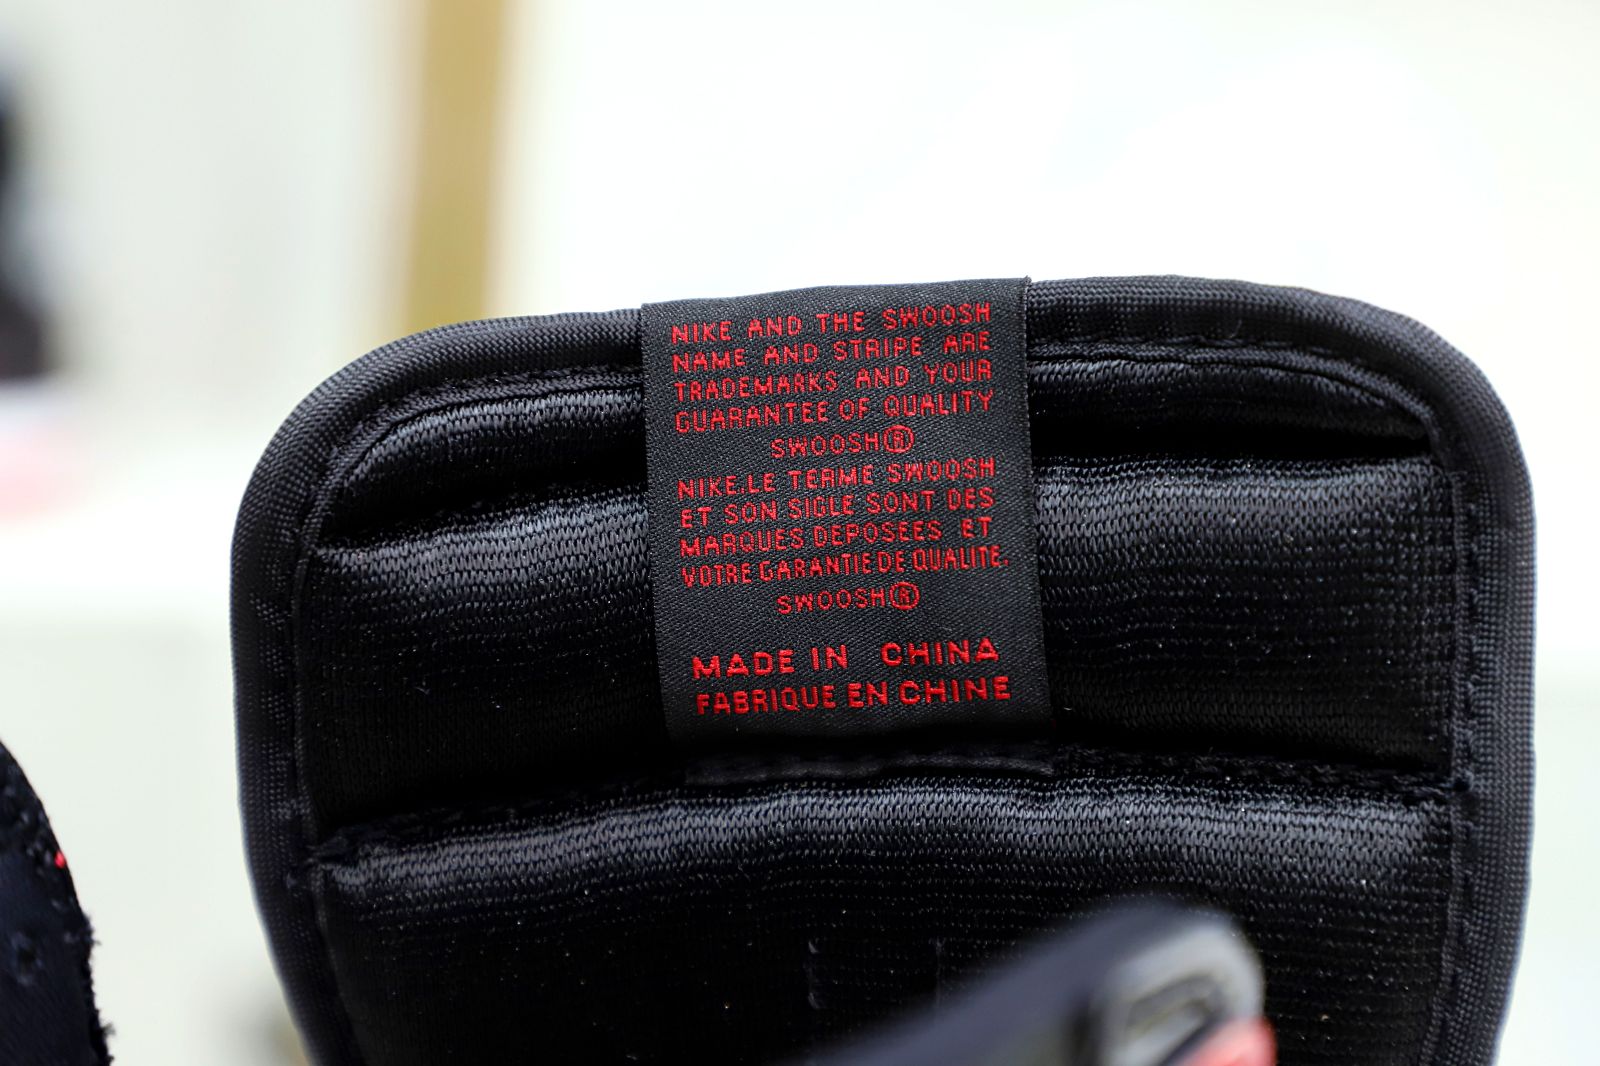 NIKE AND THE SWOOSH
NAME AND STRIPE ARE
TRADEMARKS AND YOUR
GUARANTEE OF QUALITY
SWOOSH®
NIKE.LE TERME SWOOSH
ET SON SIGLE SONT DES
MARQUES DEPOSEES ET
VOTRE GARANTIE DE QUALITE.
SWOOSH®
MADE IN CHINA
FABRIQUE EN CHINE